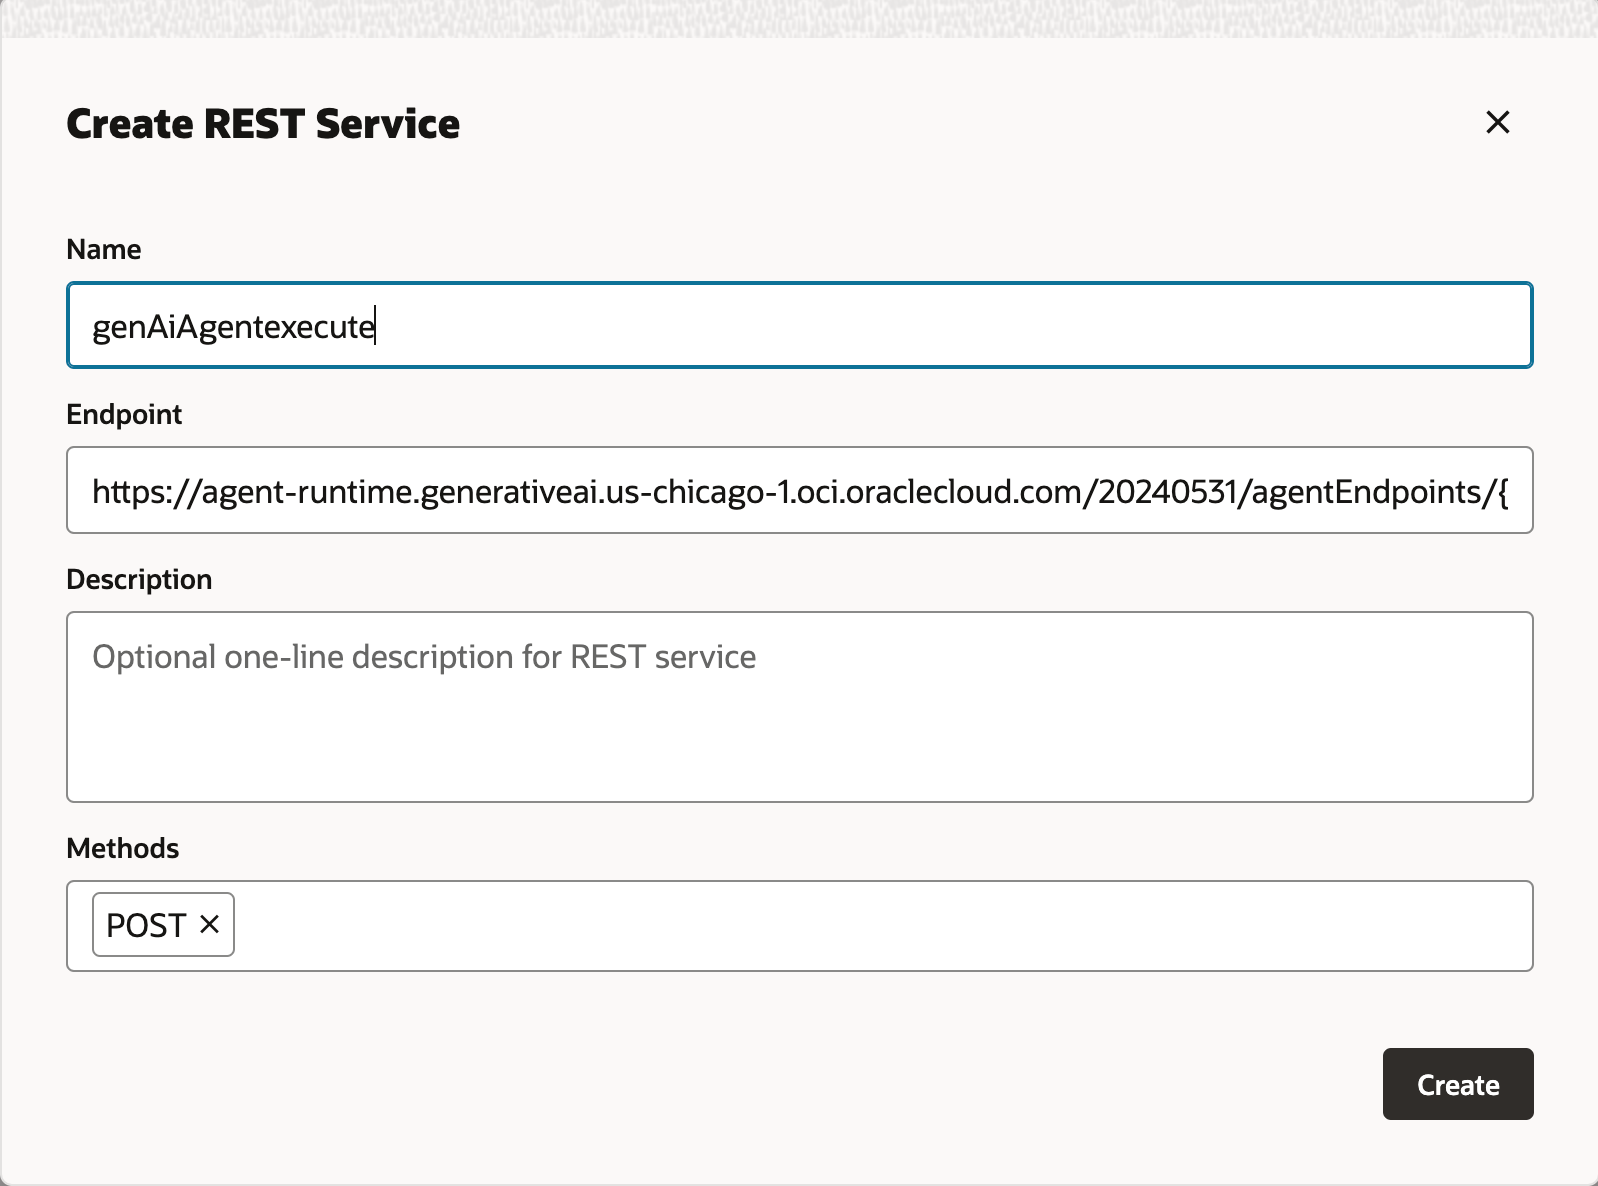 Create REST Service
Name
genAiAgentexecute
Endpoint
https://agent-runtime.generativeai.us-chicago-1.oci.oraclecloud.com/20240531/agentEndpoints/{
Description
Optional one-line description for REST service
Methods
POST
Create